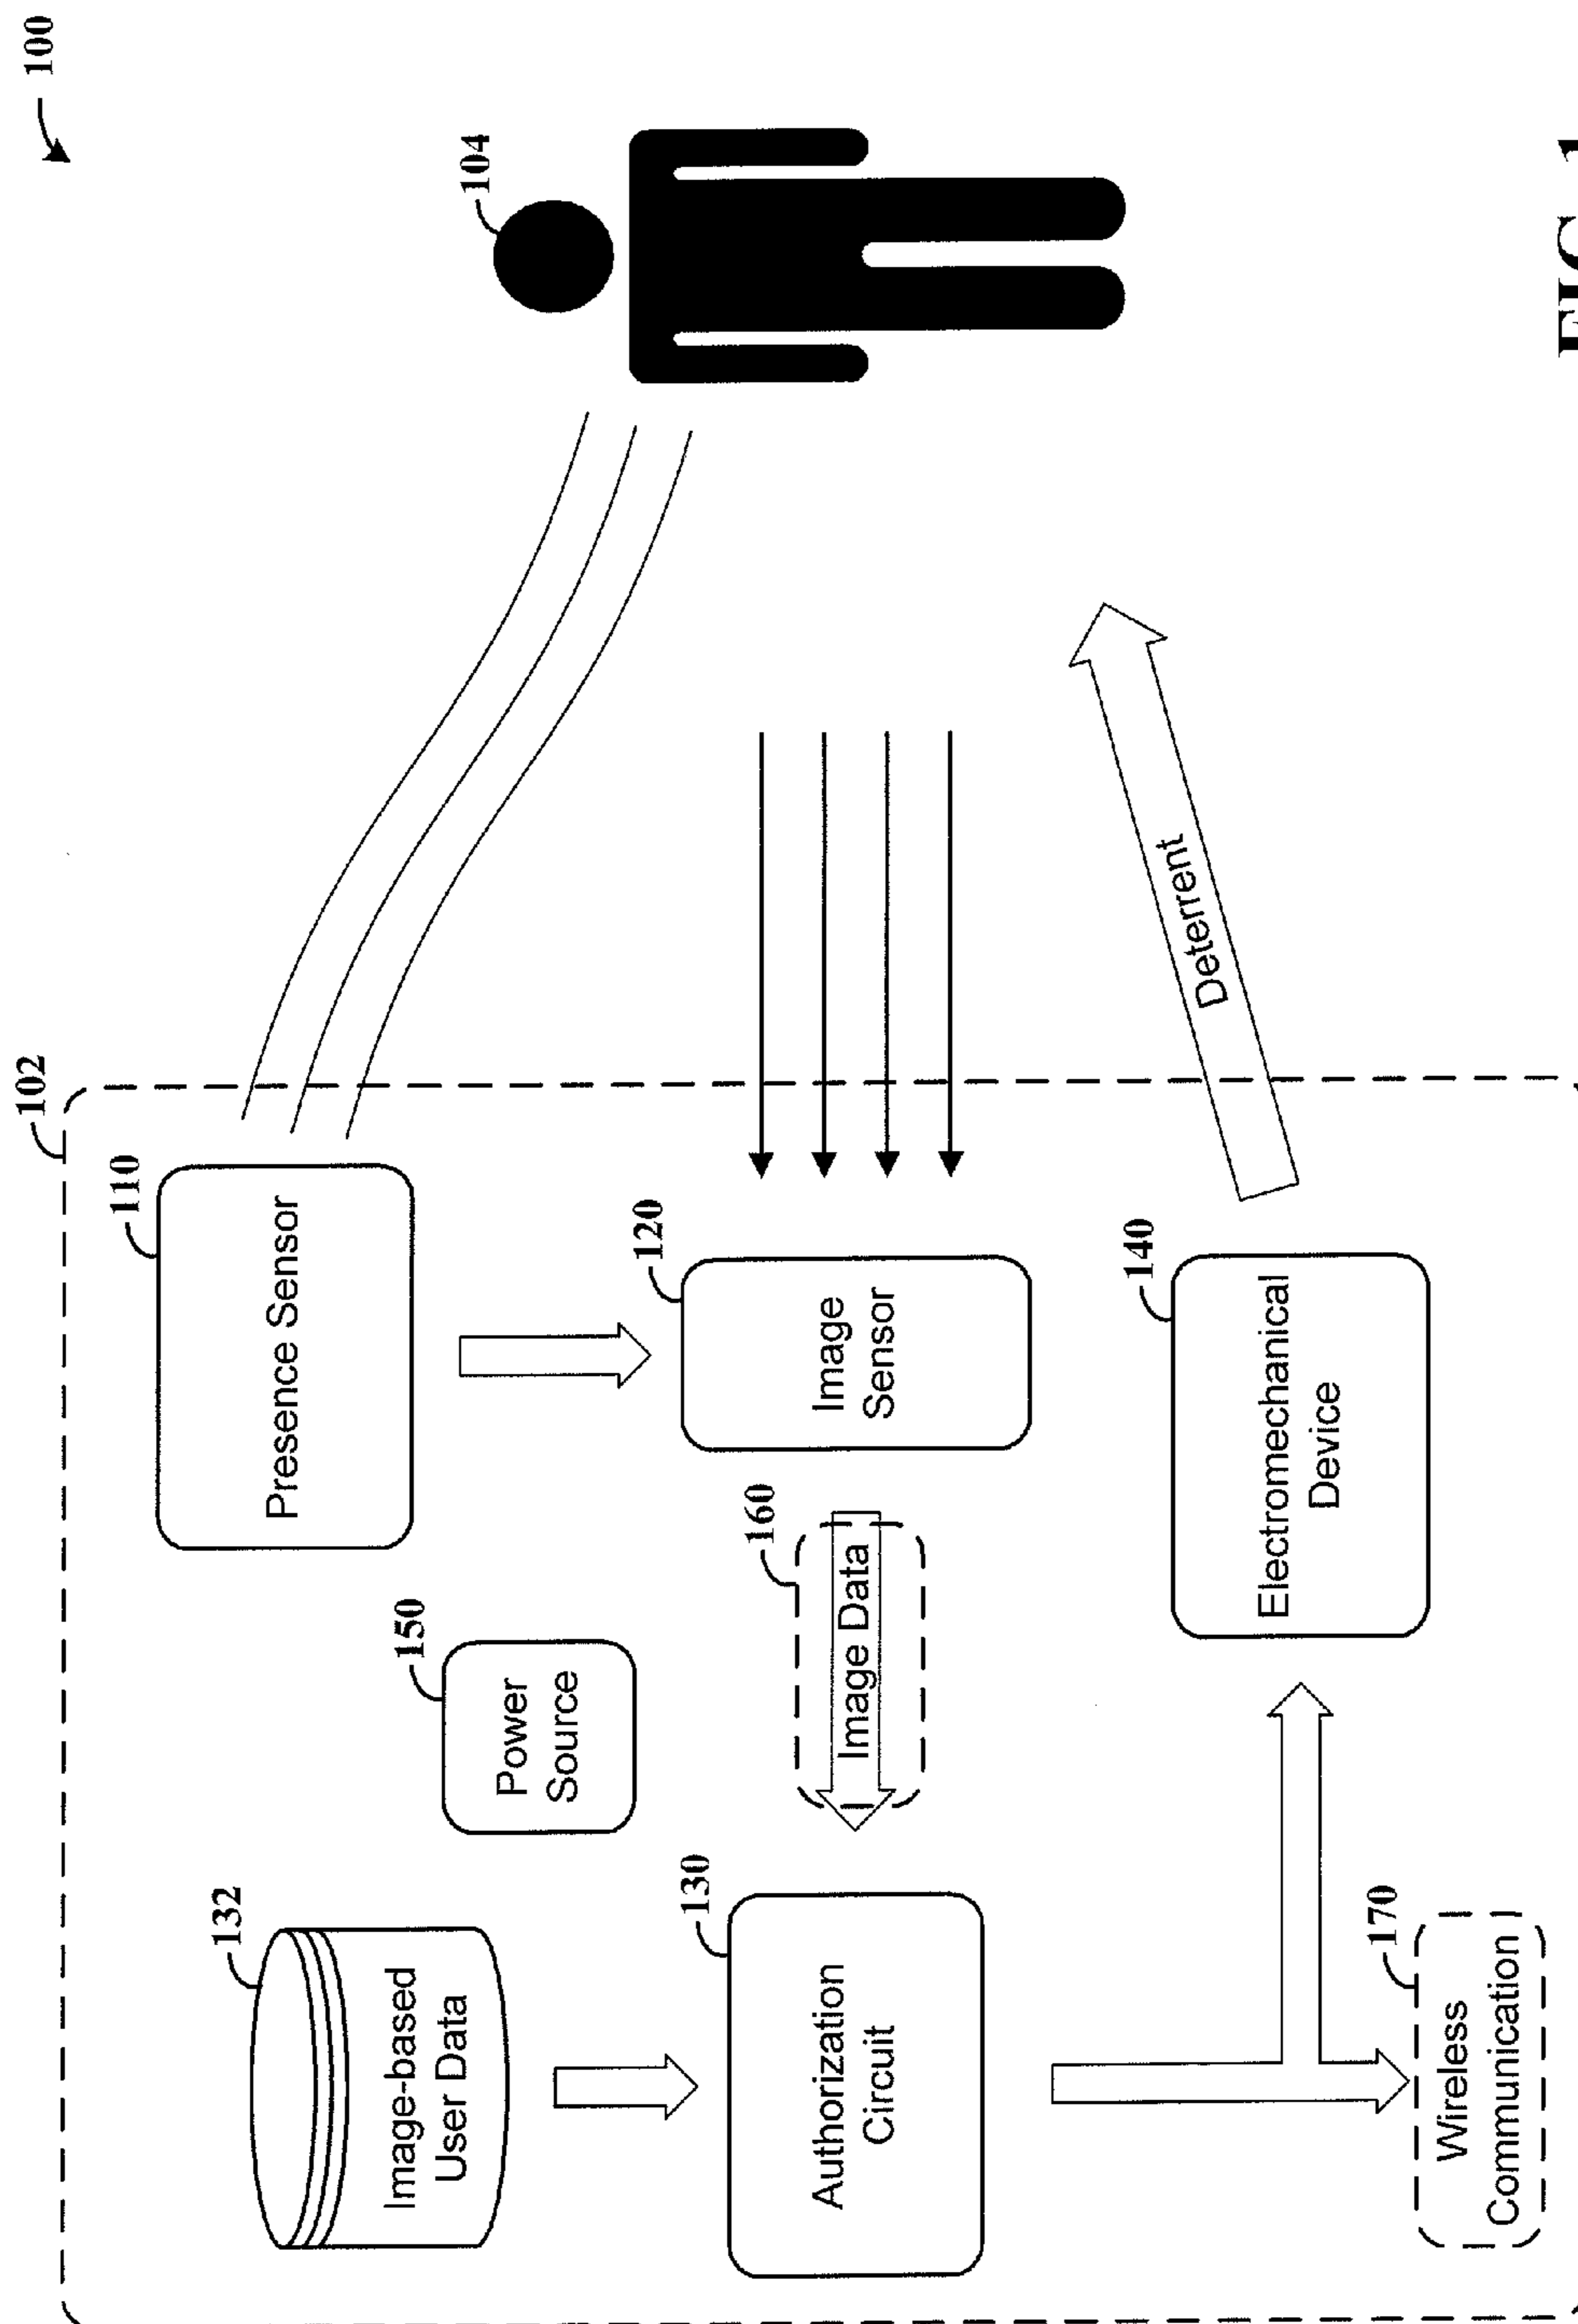 100
102
104
110
Presence Sensor
132
Image-based
User Data
150
Power
Source
120
Image
Sensor
160
Image Data
130
Authorization
Circuit
140
Electromechanical
Device
Deterrent
170
Wireless
Communication